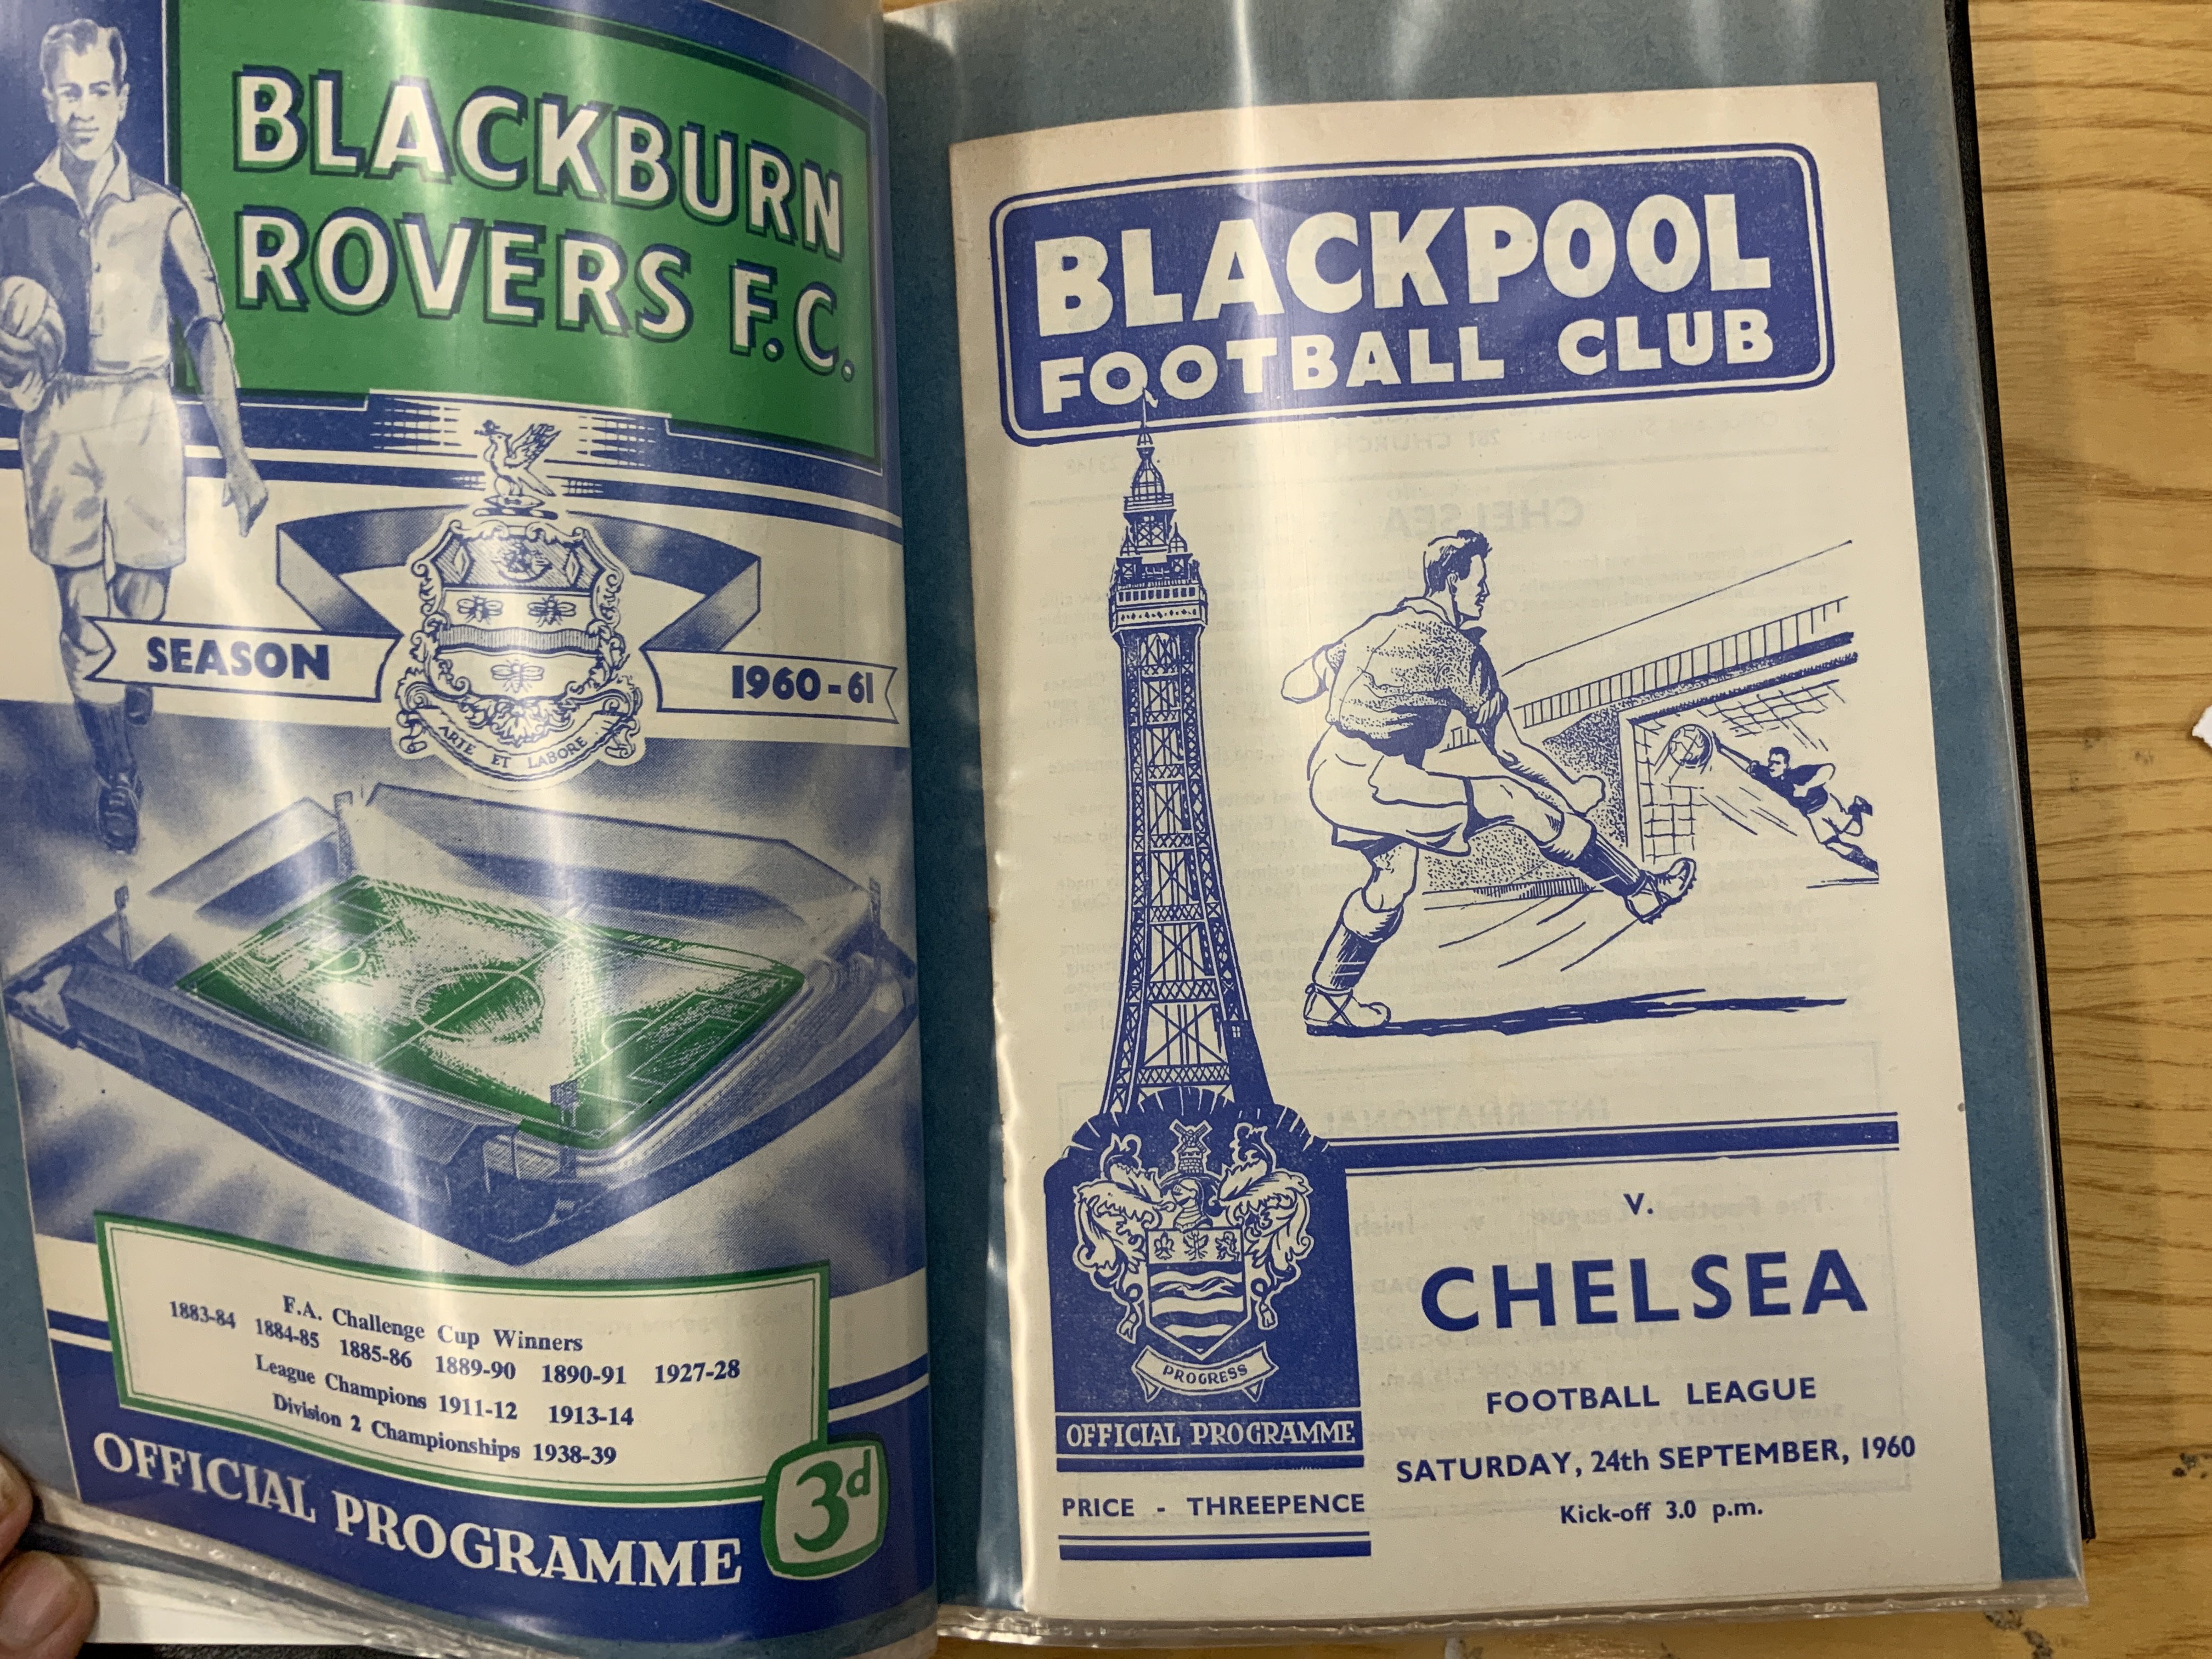 BLACKBURN
ROVERS F.C.
SEASON
1960-61
ARTE ET LABORE
F.A. Challenge Cup Winners
1883-84 1884-85 1885-86 1889-90 1890-91 1927-28
League Champions 1911-12 1913-14
Division 2 Championships 1938-39
OFFICIAL PROGRAMME
3d
BLACKPOOL
FOOTBALL CLUB
PROGRESS
OFFICIAL PROGRAMME
PRICE - THREEPENCE
V.
CHELSEA
FOOTBALL LEAGUE
SATURDAY, 24th SEPTEMBER, 1960
Kick-off 3.0 p.m.